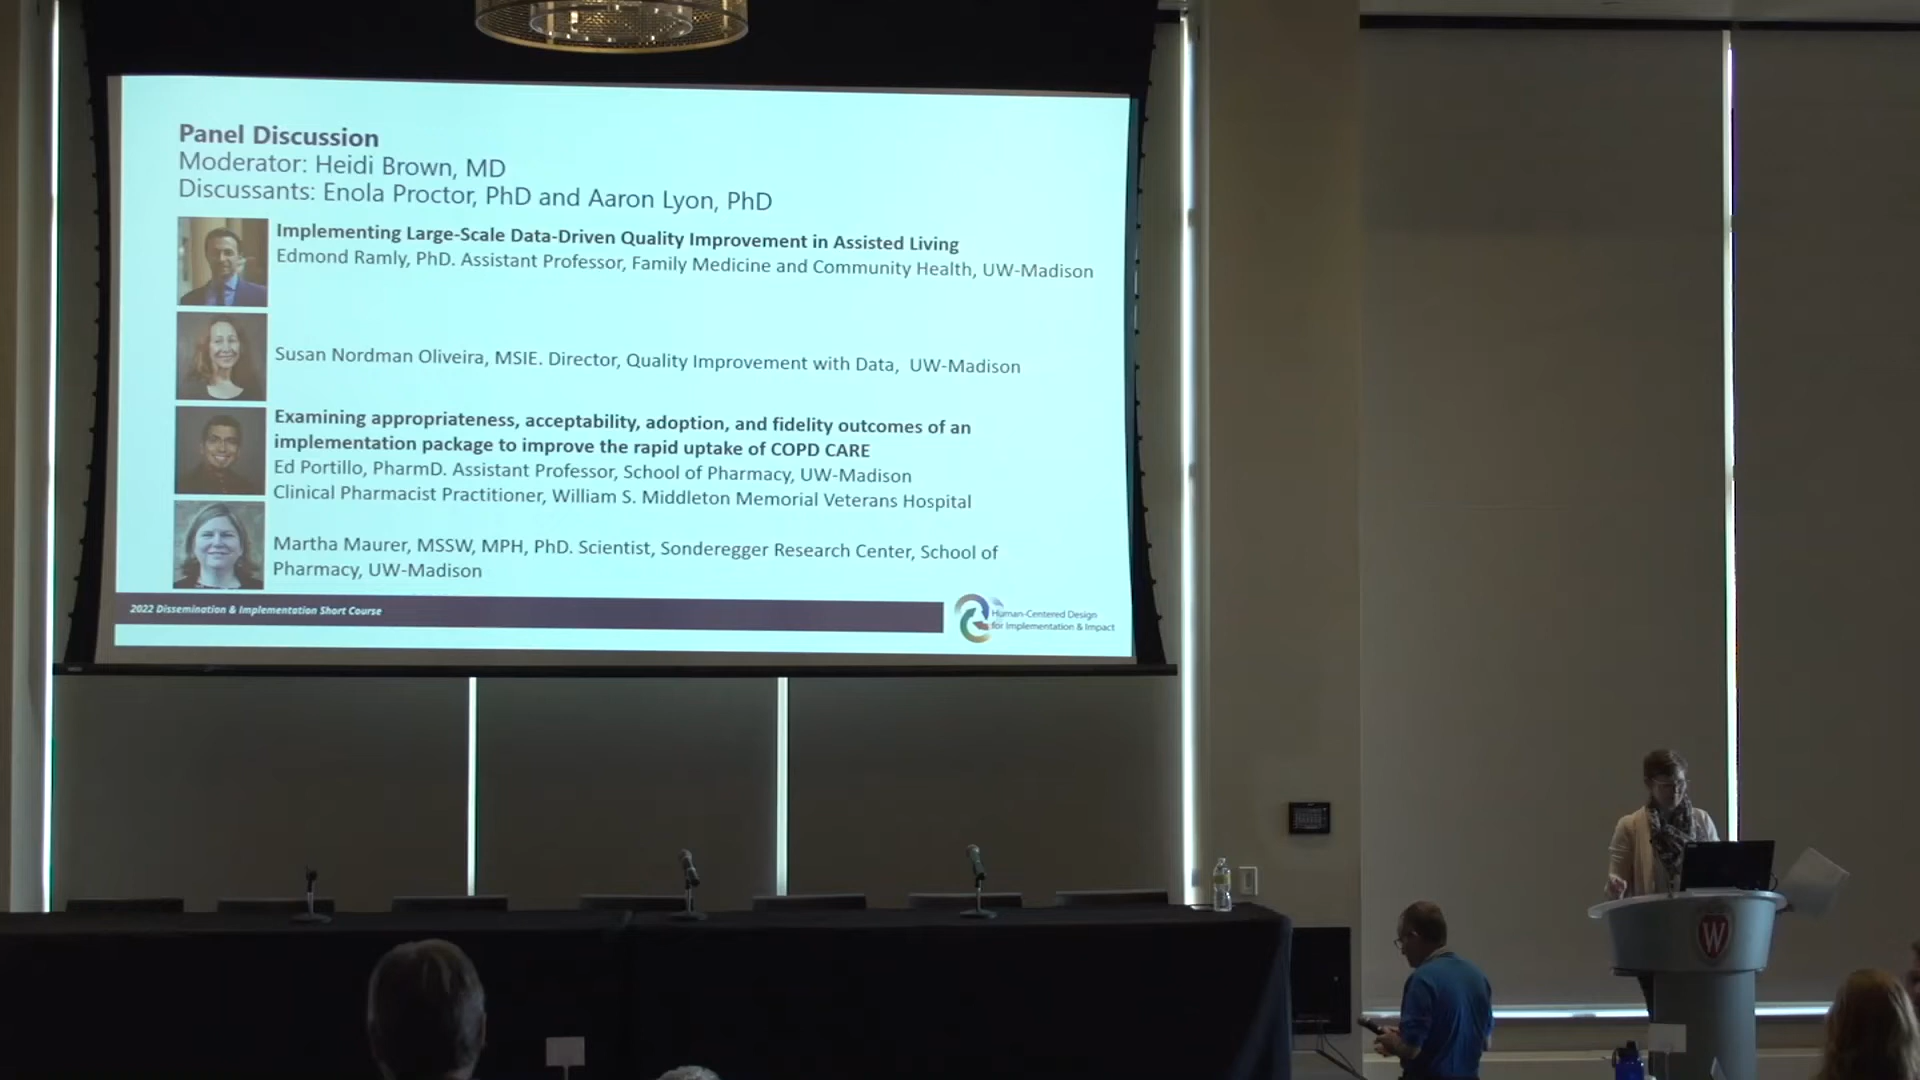 Panel Discussion
Moderator: Heidi Brown, MD
Discussants: Enola Proctor, PhD and Aaron Lyon, PhD
Implementing Large-Scale Data-Driven Quality Improvement in Assisted Living
Edmond Ramly, PhD. Assistant Professor, Family Medicine and Community Health, UW-Madison
Susan Nordman Oliveira, MSIE. Director, Quality Improvement with Data, UW-Madison
Examining appropriateness, acceptability, adoption, and fidelity outcomes of an
implementation package to improve the rapid uptake of COPD CARE
Ed Portillo, PharmD. Assistant Professor, School of Pharmacy, UW-Madison
Clinical Pharmacist Practitioner, William S. Middleton Memorial Veterans Hospital
Martha Maurer, MSSW, MPH, PhD. Scientist, Sonderegger Research Center, School of
Pharmacy, UW-Madison
2022 Dissemination & Implementation Short Course
Human-Centered Design
for Implementation & Impact
W